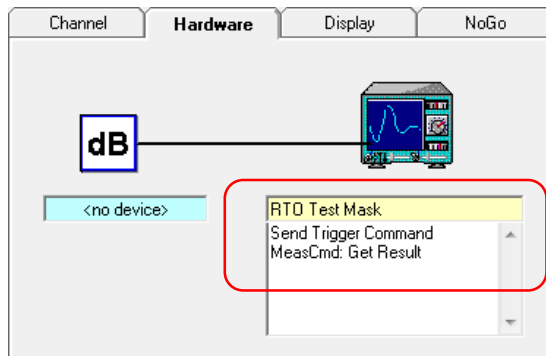 Channel
Hardware
Display
NoGo
dB
<no device>
RTO Test Mask
Send Trigger Command
MeasCmd: Get Result